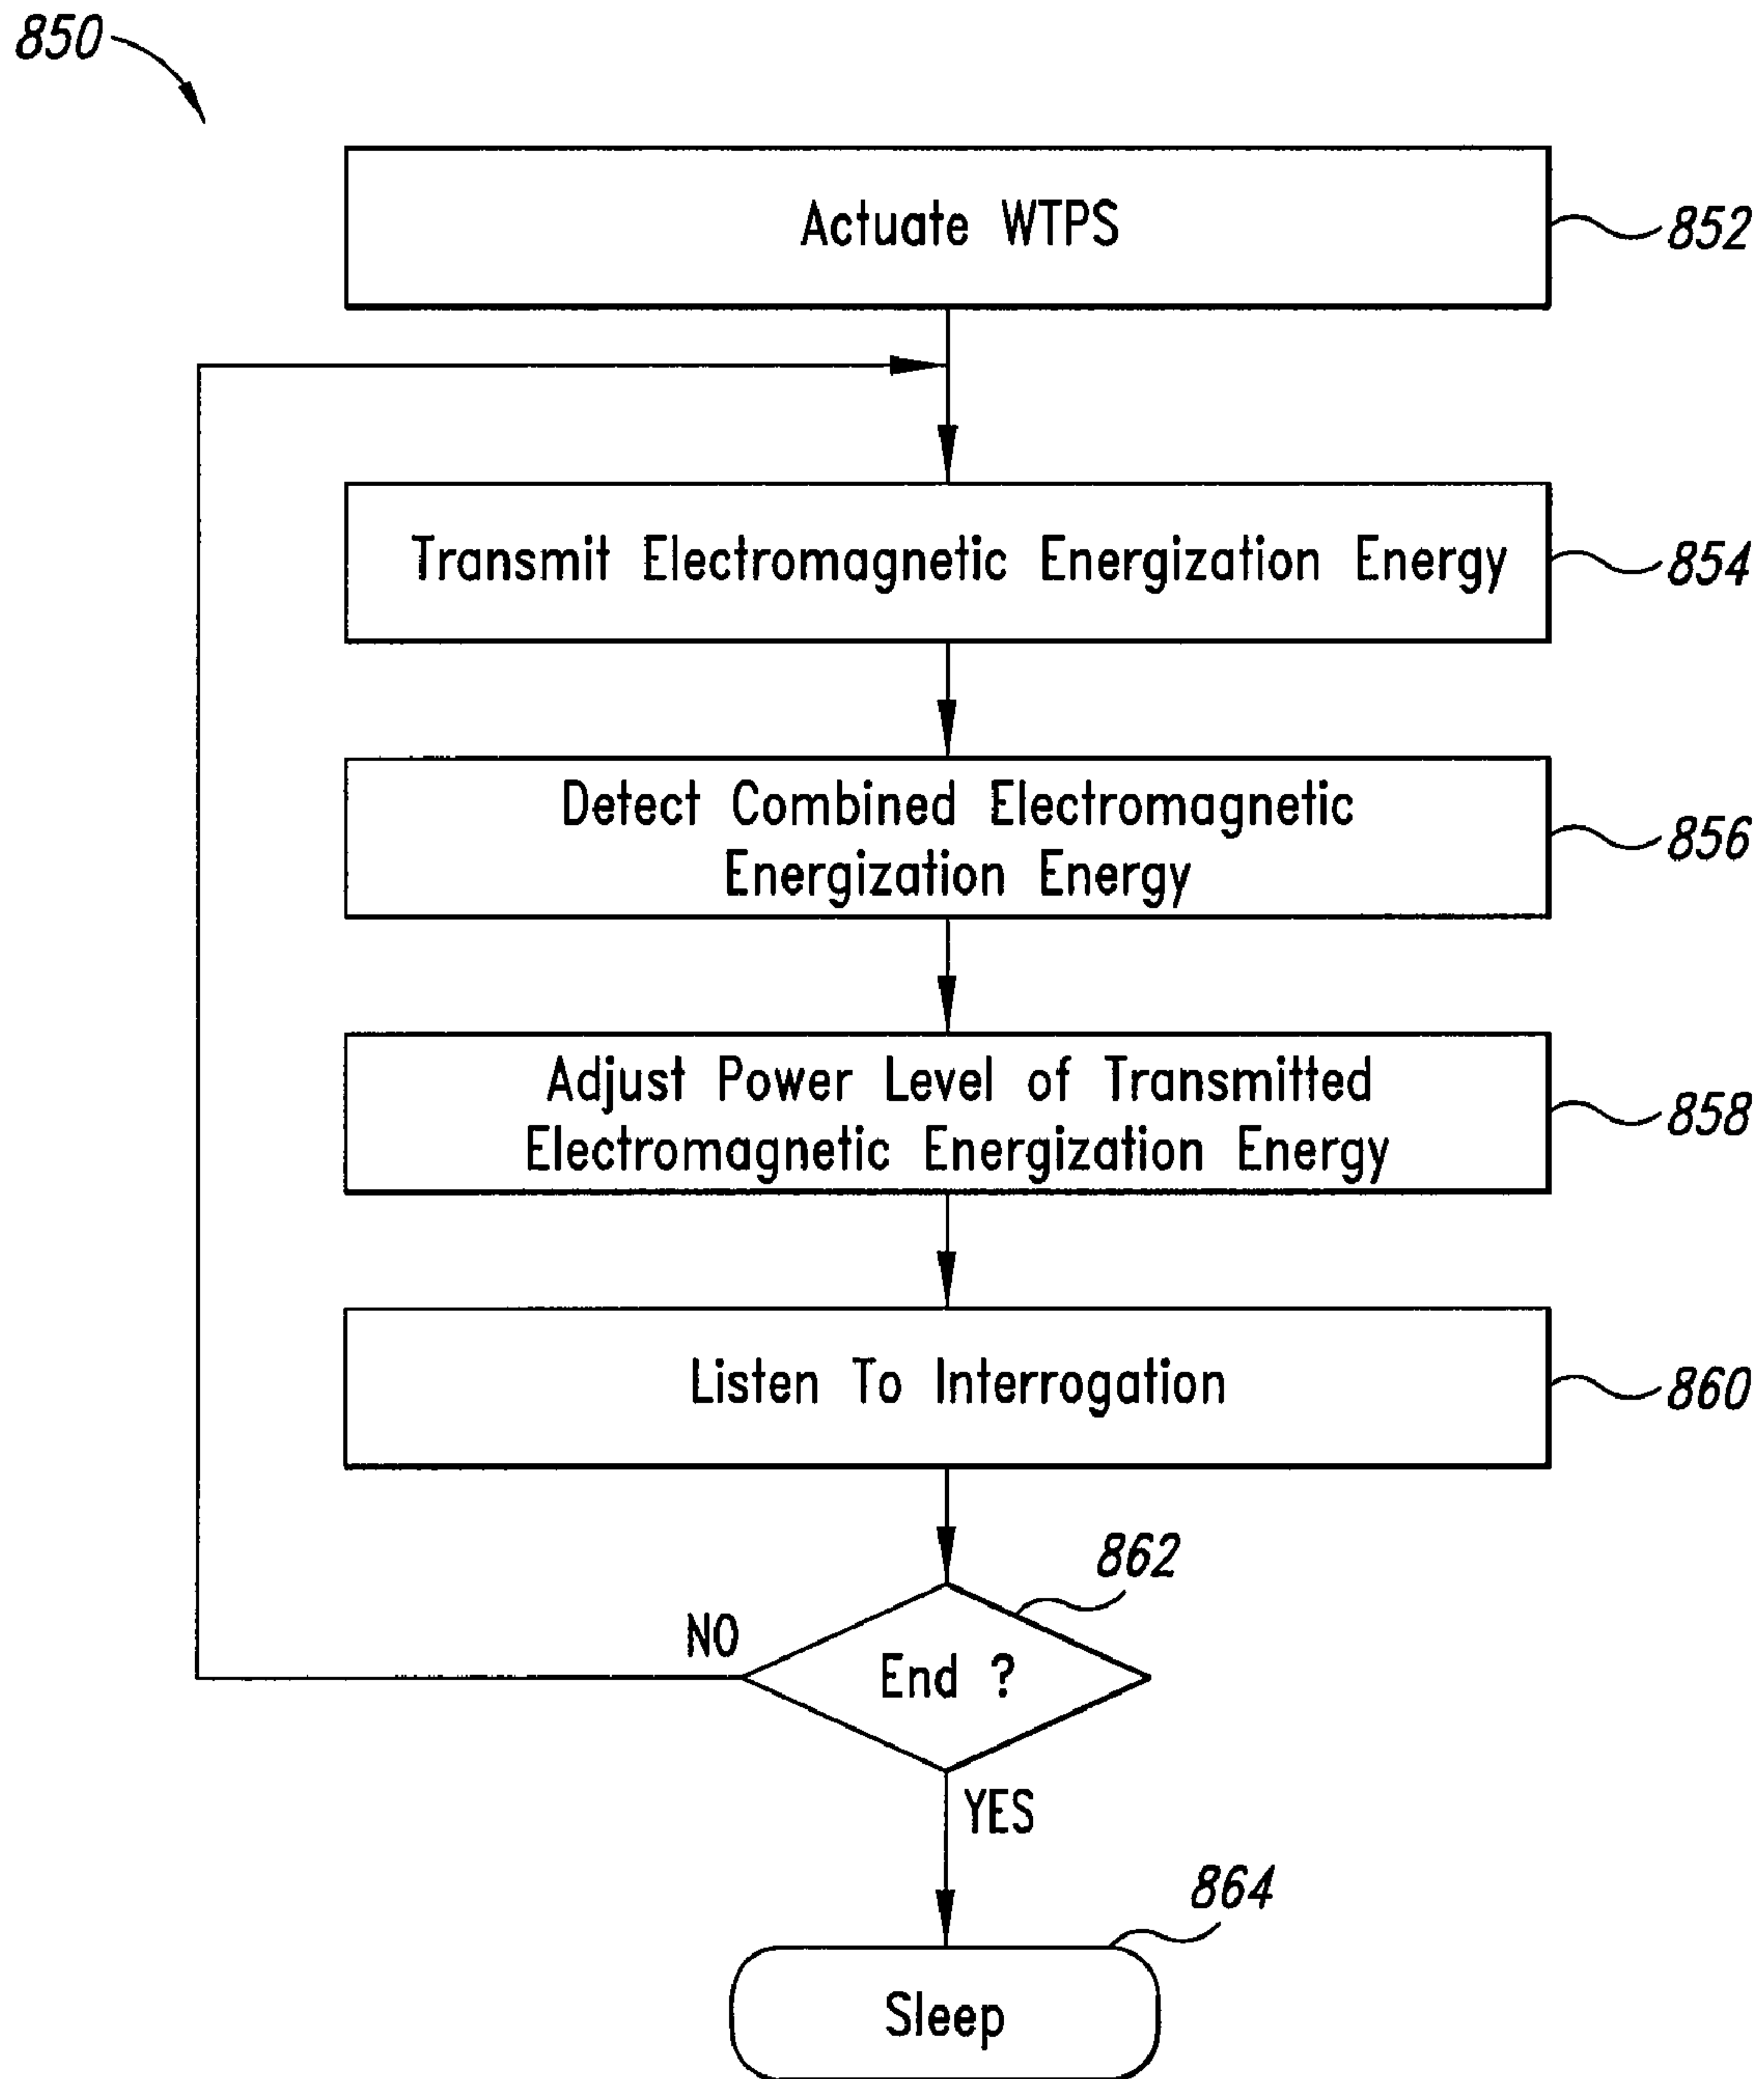 850
Actuate WTPS
852
Transmit Electromagnetic Energization Energy
854
Detect Combined Electromagnetic
Energization Energy
856
Adjust Power Level of Transmitted
Electromagnetic Energization Energy
858
Listen To Interrogation
860
862
NO
End ?
YES
864
Sleep